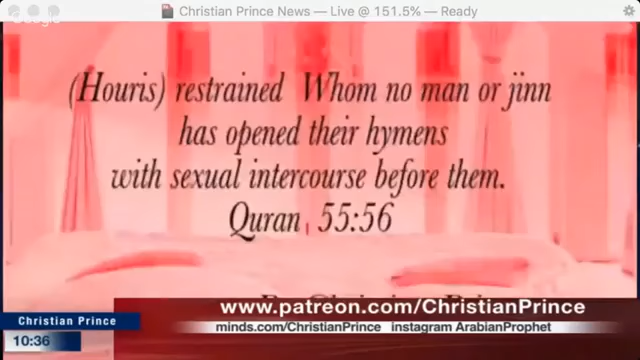 Christian Prince News — Live @ 151.5% — Ready
(Houris) restrained Whom no man or jinn
has opened their hymens
with sexual intercourse before them.
Quran 55:56
www.patreon.com/ChristianPrince
minds.com/ChristianPrince instagram ArabianProphet
Christian Prince
10:36